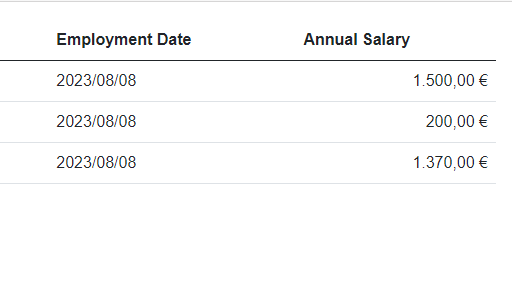 Employment Date Annual Salary
2023/08/08 1.500,00 €
2023/08/08 200,00 €
2023/08/08 1.370,00 €